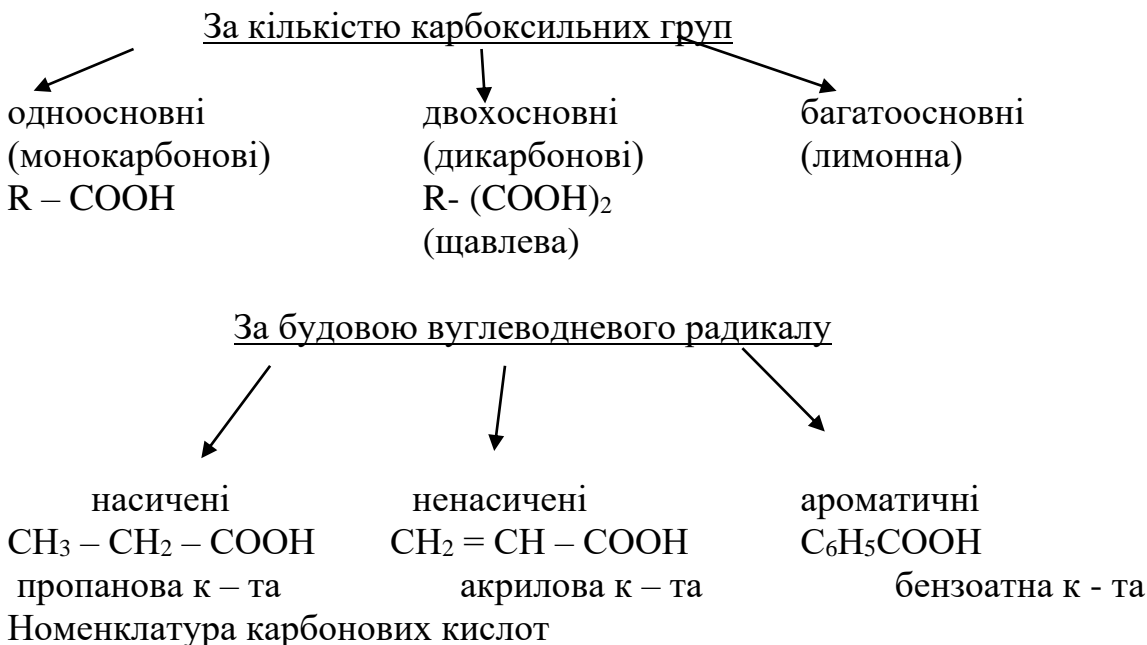 За кількістю карбоксильних груп
одноосновні двохосновні багатоосновні
(монокарбонові) (дикарбонові) (лимонна)
R – COOH R- (COOH)₂
(щавлева)
За будовою вуглеводневого радикалу
насичені ненасичені ароматичні
CH₃ – CH₂ – COOH CH₂ = CH – COOH C₆H₅COOH
пропанова к – та акрилова к – та бензоатна к - та
Номенклатура карбонових кислот